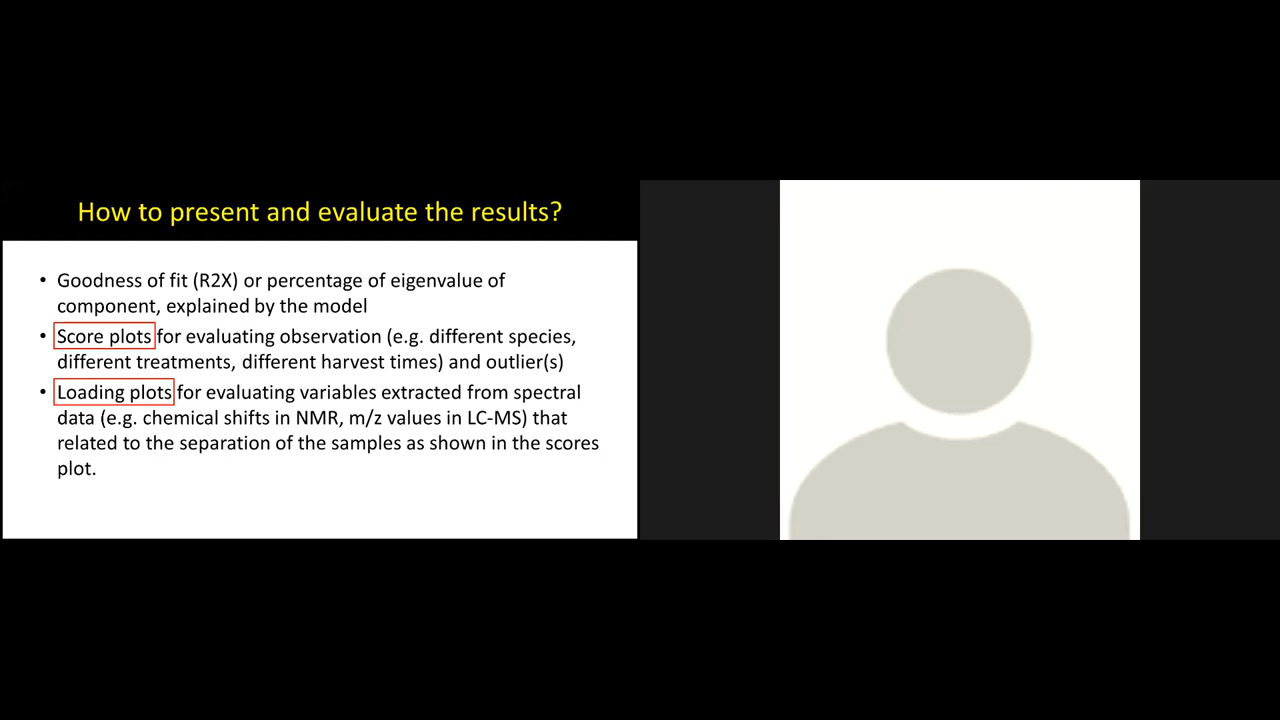 How to present and evaluate the results?
• Goodness of fit (R2X) or percentage of eigenvalue of
component, explained by the model
• Score plots for evaluating observation (e.g. different species,
different treatments, different harvest times) and outlier(s)
• Loading plots for evaluating variables extracted from spectral
data (e.g. chemical shifts in NMR, m/z values in LC-MS) that
related to the separation of the samples as shown in the scores
plot.